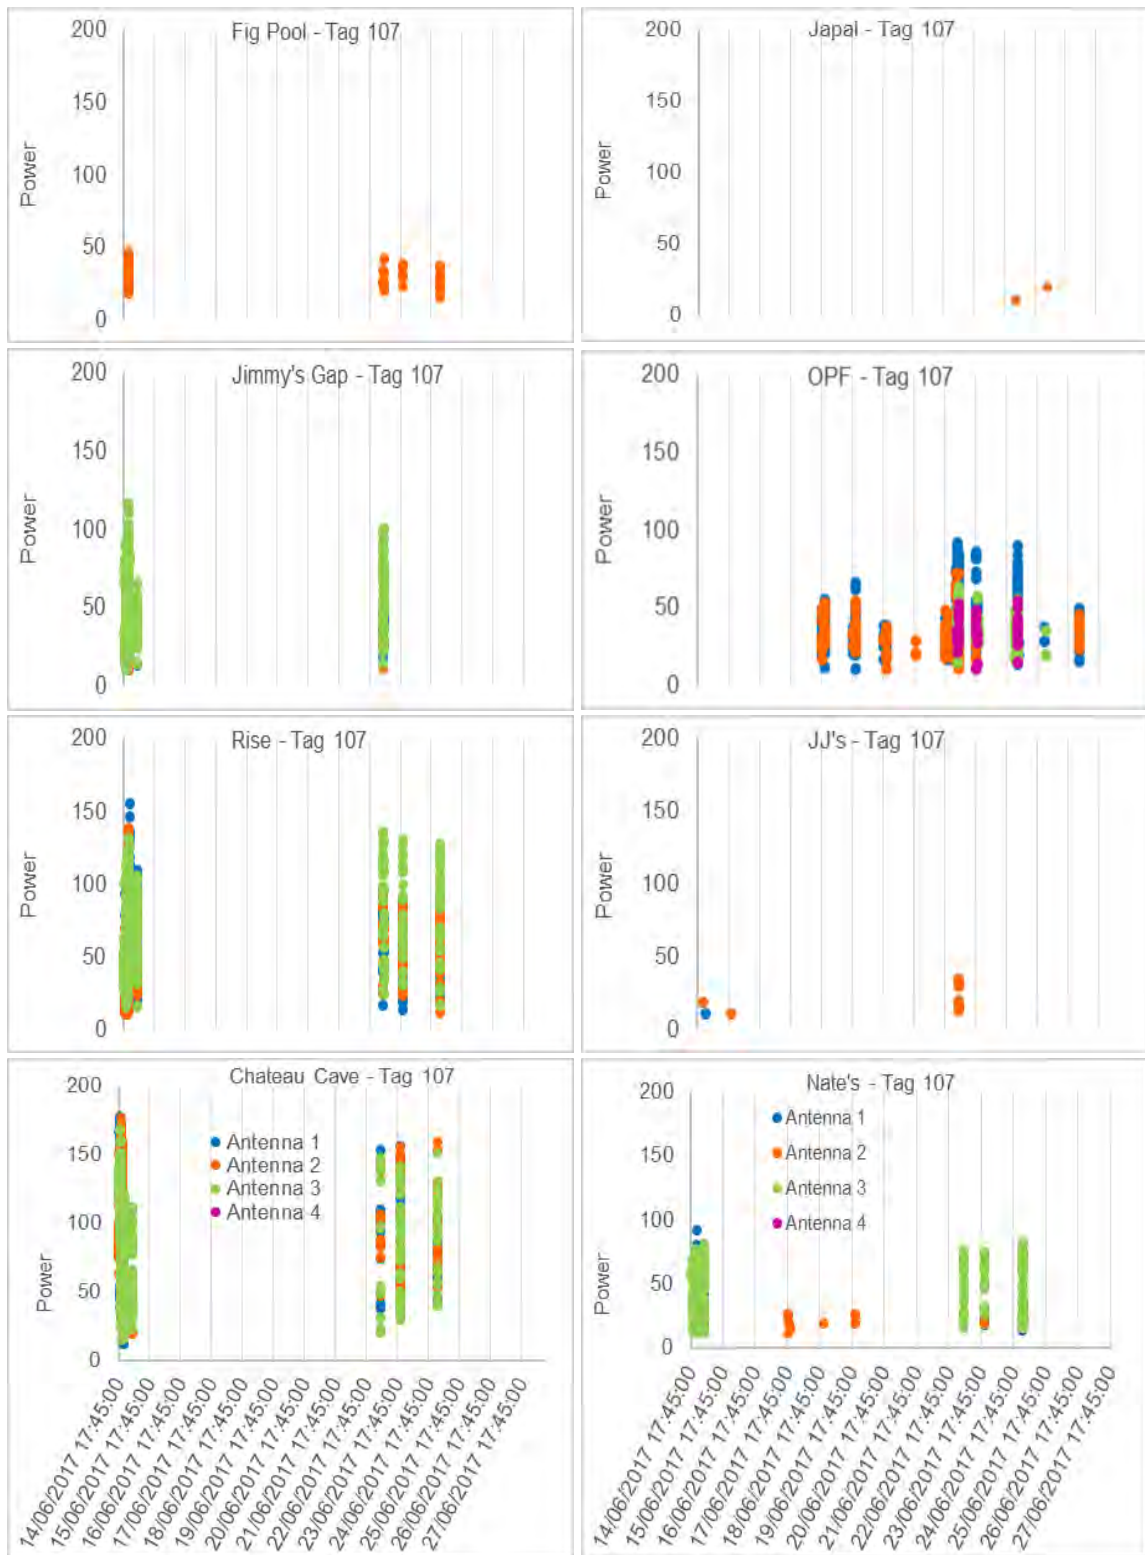 Fig Pool - Tag 107
200
150
100
50
0
Power
Japal - Tag 107
200
150
100
50
0
Power
Jimmy's Gap - Tag 107
200
150
100
50
0
Power
OPF - Tag 107
200
150
100
50
0
Power
Rise - Tag 107
200
150
100
50
0
Power
JJ's - Tag 107
200
150
100
50
0
Power
Chateau Cave - Tag 107
200
150
100
50
0
Power
Antenna 1
Antenna 2
Antenna 3
Antenna 4
14/06/2017 17:45:00
15/06/2017 17:45:00
16/06/2017 17:45:00
17/06/2017 17:45:00
18/06/2017 17:45:00
19/06/2017 17:45:00
20/06/2017 17:45:00
21/06/2017 17:45:00
22/06/2017 17:45:00
23/06/2017 17:45:00
24/06/2017 17:45:00
25/06/2017 17:45:00
26/06/2017 17:45:00
27/06/2017 17:45:00
Nate's - Tag 107
200
150
100
50
0
Power
Antenna 1
Antenna 2
Antenna 3
Antenna 4
14/06/2017 17:45:00
15/06/2017 17:45:00
16/06/2017 17:45:00
17/06/2017 17:45:00
18/06/2017 17:45:00
19/06/2017 17:45:00
20/06/2017 17:45:00
21/06/2017 17:45:00
22/06/2017 17:45:00
23/06/2017 17:45:00
24/06/2017 17:45:00
25/06/2017 17:45:00
26/06/2017 17:45:00
27/06/2017 17:45:00